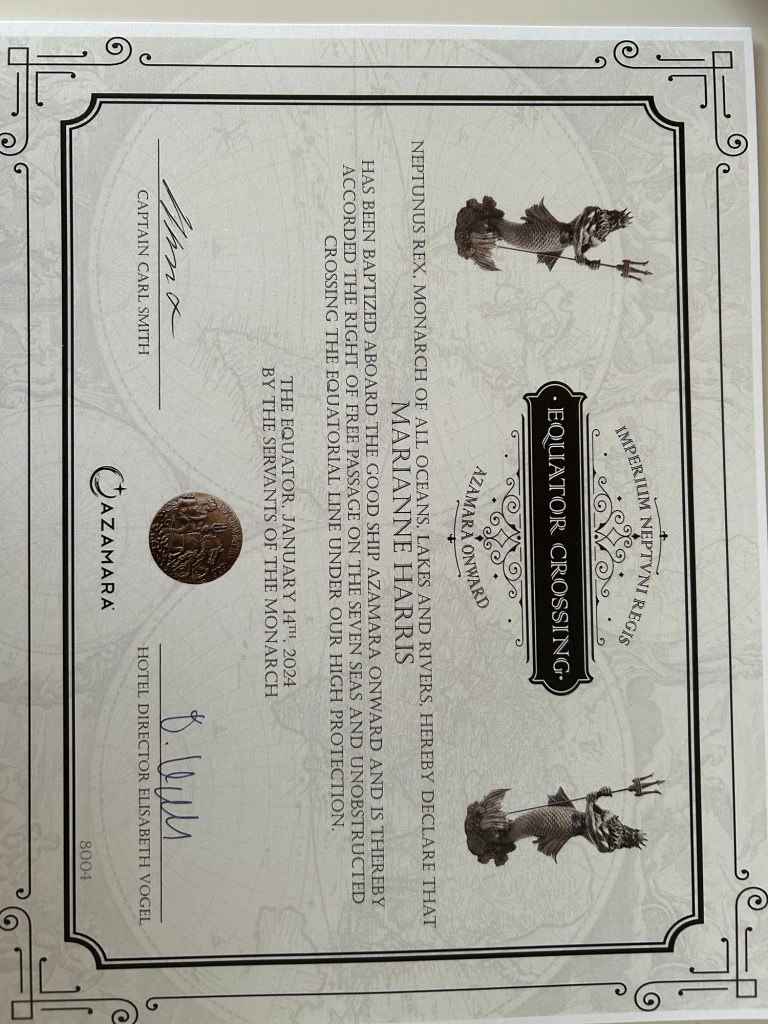 IMPERIUM NEPTVNI REGIS
·EQUATOR CROSSING·
AZAMARA ONWARD
NEPTUNUS REX, MONARCH OF ALL OCEANS, LAKES AND RIVERS, HEREBY DECLARE THAT
MARIANNE HARRIS
HAS BEEN BAPTIZED ABOARD THE GOOD SHIP AZAMARA ONWARD AND IS THEREBY
ACCORDED THE RIGHT OF FREE PASSAGE ON THE SEVEN SEAS AND UNOBSTRUCTED
CROSSING THE EQUATORIAL LINE UNDER OUR HIGH PROTECTION.
THE EQUATOR, JANUARY 14TH, 2024
BY THE SERVANTS OF THE MONARCH
CAPTAIN CARL SMITH
AZAMARA
HOTEL DIRECTOR ELISABETH VOGEL
8004